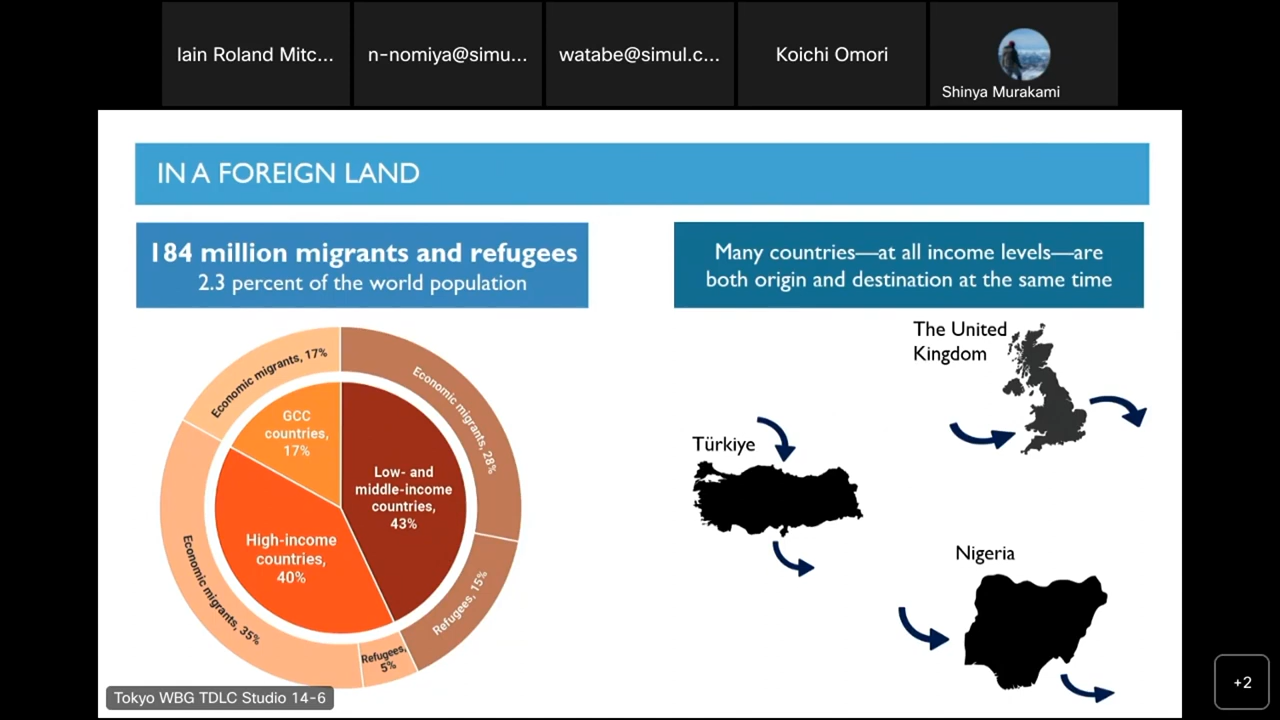 Iain Roland Mitc...
n-nomiya@simu...
watabe@simul.c...
Koichi Omori
Shinya Murakami
IN A FOREIGN LAND
184 million migrants and refugees
2.3 percent of the world population
Many countries—at all income levels—are
both origin and destination at the same time
Economic migrants, 17%
Economic migrants, 28%
GCC
countries,
17%
Low- and
middle-income
countries,
43%
High-income
countries,
40%
Economic migrants, 35%
Refugees,
5%
Refugees, 15%
The United
Kingdom
Türkiye
Nigeria
Tokyo WBG TDLC Studio 14-6
+2